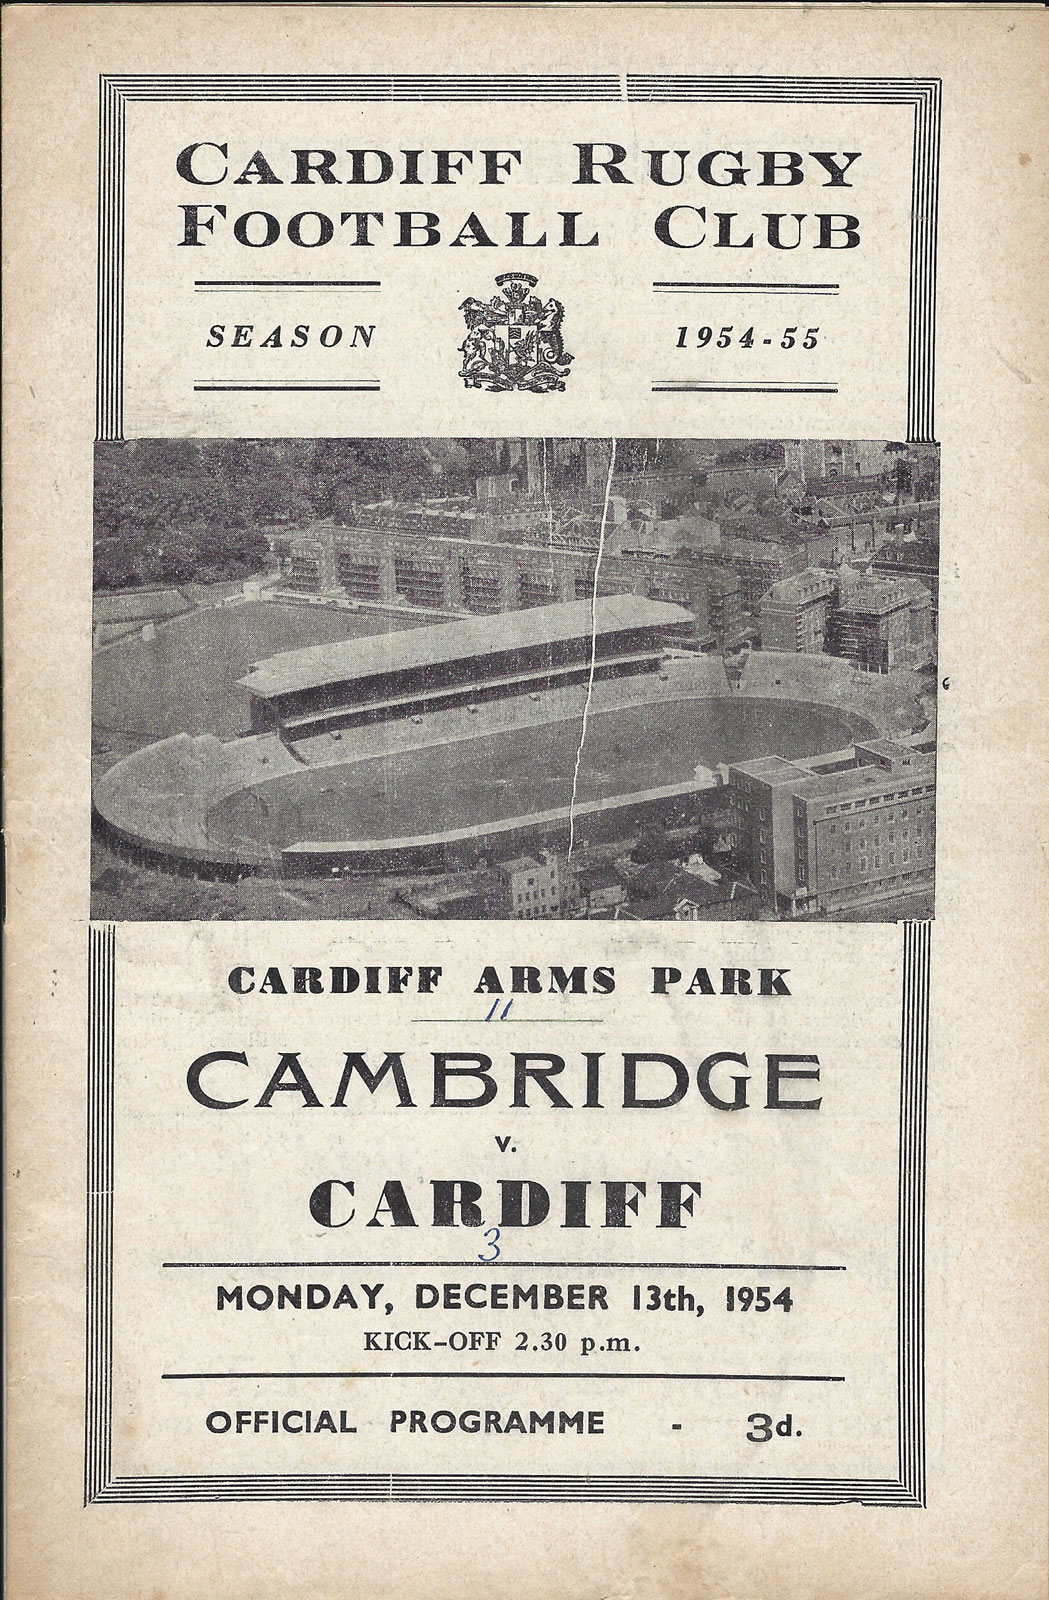 CARDIFF RUGBY
FOOTBALL CLUB
SEASON 1954-55
CARDIFF ARMS PARK
11
CAMBRIDGE
v.
CARDIFF
3
MONDAY, DECEMBER 13th, 1954
KICK-OFF 2.30 p.m.
OFFICIAL PROGRAMME - 3d.